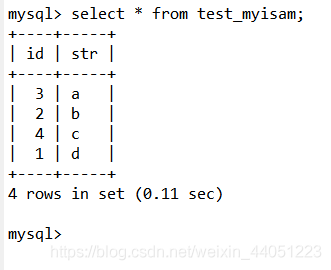 mysql> select * from test_myisam;
+----+-----+
| id | str |
+----+-----+
| 3 | a |
| 2 | b |
| 4 | c |
| 1 | d |
+----+-----+
4 rows in set (0.11 sec)
mysql>
https://blog.csdn.net/weixin_44051223